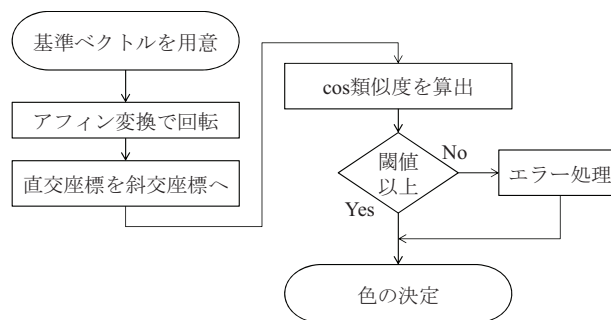 基準ベクトルを用意
アフィン変換で回転
直交座標を斜交座標へ
cos類似度を算出
閾値
以上
No
Yes
エラー処理
色の決定